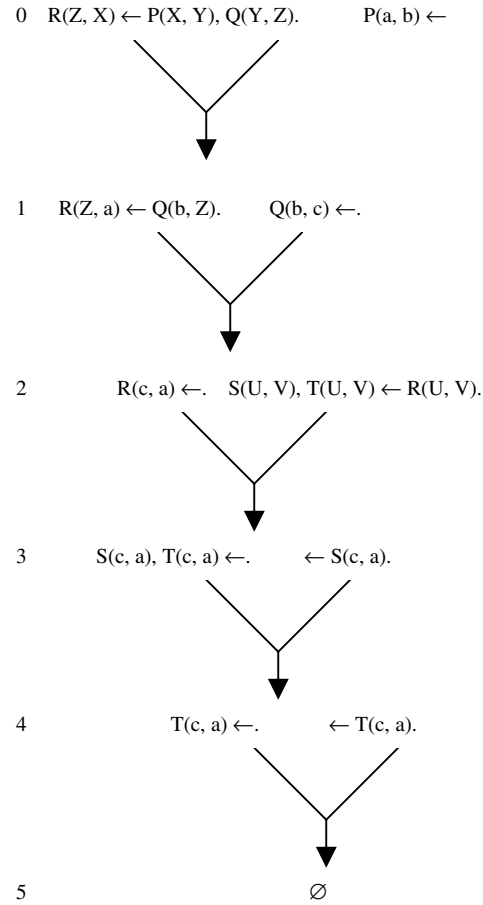 0 R(Z, X) ← P(X, Y), Q(Y, Z). P(a, b) ←
1 R(Z, a) ← Q(b, Z). Q(b, c) ←.
2 R(c, a) ←. S(U, V), T(U, V) ← R(U, V).
3 S(c, a), T(c, a) ←. ← S(c, a).
4 T(c, a) ←. ← T(c, a).
5 ∅